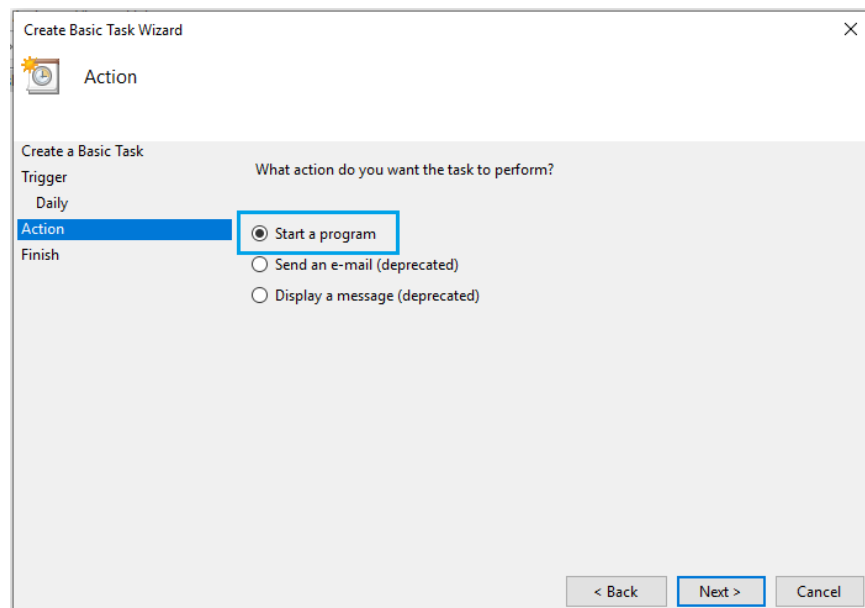 Create Basic Task Wizard
Action
Create a Basic Task
Trigger
Daily
Action
Finish
What action do you want the task to perform?
Start a program
Send an e-mail (deprecated)
Display a message (deprecated)
< Back
Next >
Cancel